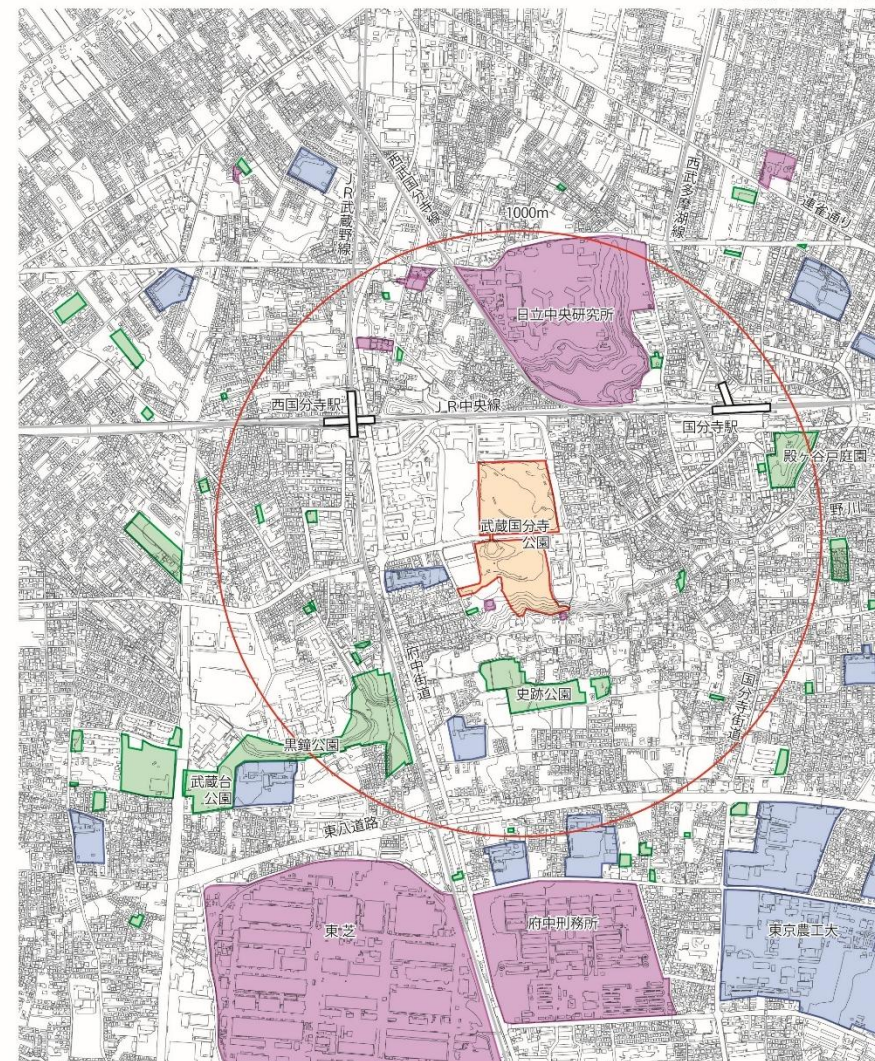 1000m
JR武蔵野線
西武国分寺線
西武多摩湖線
連雀通り
日立中央研究所
西国分寺駅
JR中央線
国分寺駅
殿ヶ谷戸庭園
野川
武蔵国分寺
公園
府中街道
史跡公園
国分寺街道
黒鐘公園
武蔵台
公園
東八道路
東芝
府中刑務所
東京農工大